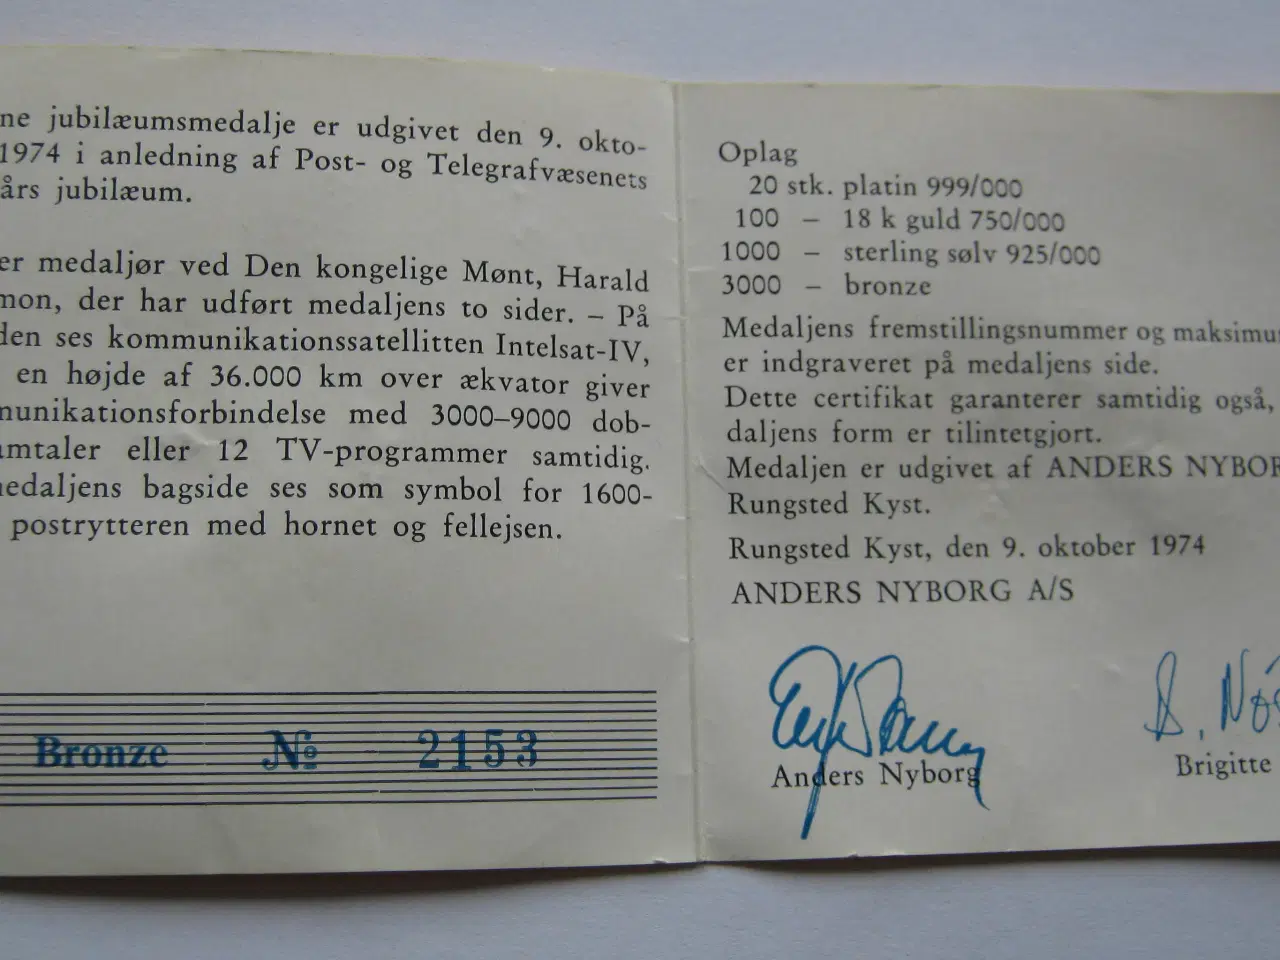 ne jubilæumsmedalje er udgivet den 9. okto-
1974 i anledning af Post- og Telegrafvæsenets
års jubilæum.
er medaljør ved Den kongelige Mønt, Harald
mon, der har udført medaljens to sider. – På
den ses kommunikationssatellitten Intelsat-IV,
en højde af 36.000 km over ækvator giver
munikationsforbindelse med 3000–9000 dob-
amtaler eller 12 TV-programmer samtidig.
nedaljens bagside ses som symbol for 1600-
postrytteren med hornet og fellejsen.
Bronze № 2153
Oplag
20 stk. platin 999/000
100 – 18 k guld 750/000
1000 – sterling sølv 925/000
3000 – bronze
Medaljens fremstillingsnummer og maksimu
er indgraveret på medaljens side.
Dette certifikat garanterer samtidig også,
daljens form er tilintetgjort.
Medaljen er udgivet af ANDERS NYBOR
Rungsted Kyst.
Rungsted Kyst, den 9. oktober 1974
ANDERS NYBORG A/S
Anders Nyborg
Brigitte